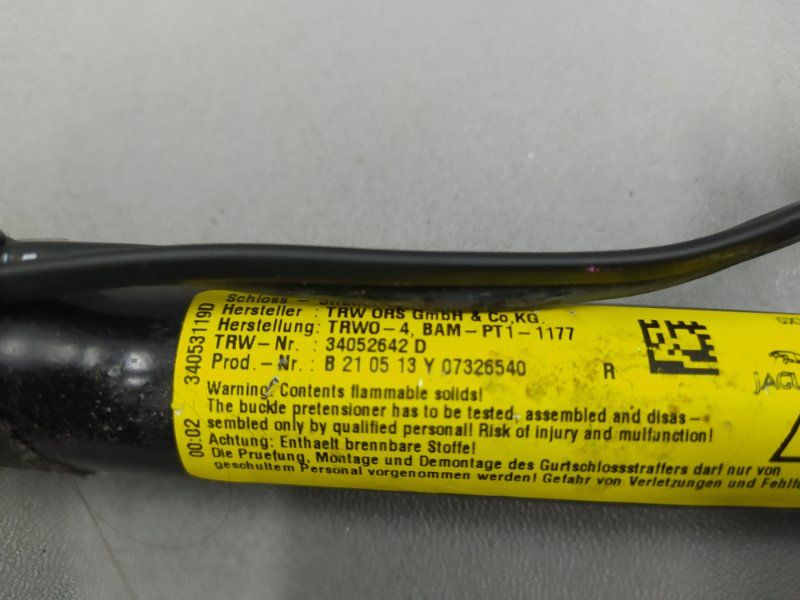 Schloss -
Hersteller : TRW ORS GmbH & Co,KG
Herstellung: TRWO-4, BAM-PT1-1177
TRW-Nr. : 34052642 D
Prod.-Nr. : B 21 05 13 Y 07326540 R
Warning: Contents flammable solids!
The buckle pretensioner has to be tested, assembled and disas-
sembled only by qualified personal! Risk of injury and malfunction!
Achtung: Enthaelt brennbare Stoffe!
Die Pruefung, Montage und Demontage des Gurtschlossstraffers darf nur von
geschultem Personal vorgenommen werden! Gefahr von Verletzungen und Fehlfu
00:02 34053119D
JAGU